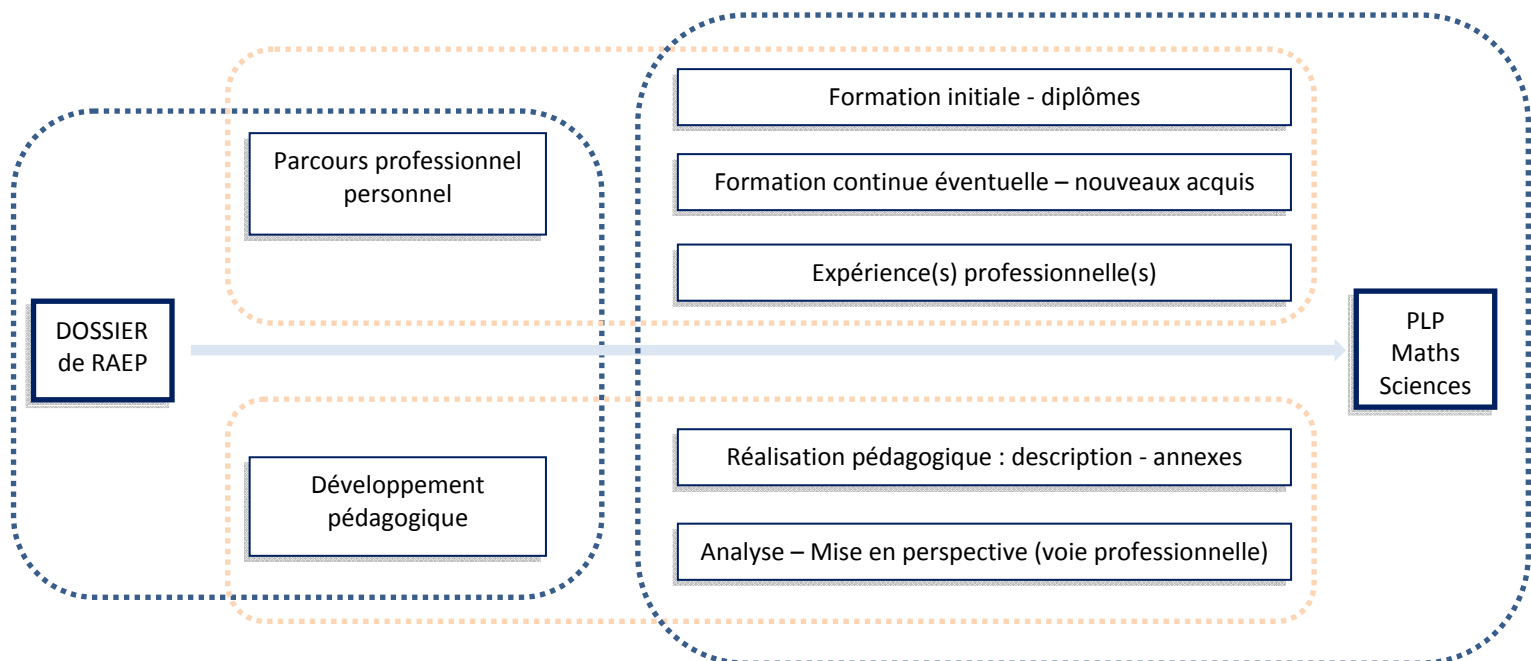 Formation initiale - diplômes
Parcours professionnel
personnel
Formation continue éventuelle – nouveaux acquis
Expérience(s) professionnelle(s)
DOSSIER
de RAEP
PLP
Maths
Sciences
Réalisation pédagogique : description - annexes
Développement
pédagogique
Analyse – Mise en perspective (voie professionnelle)